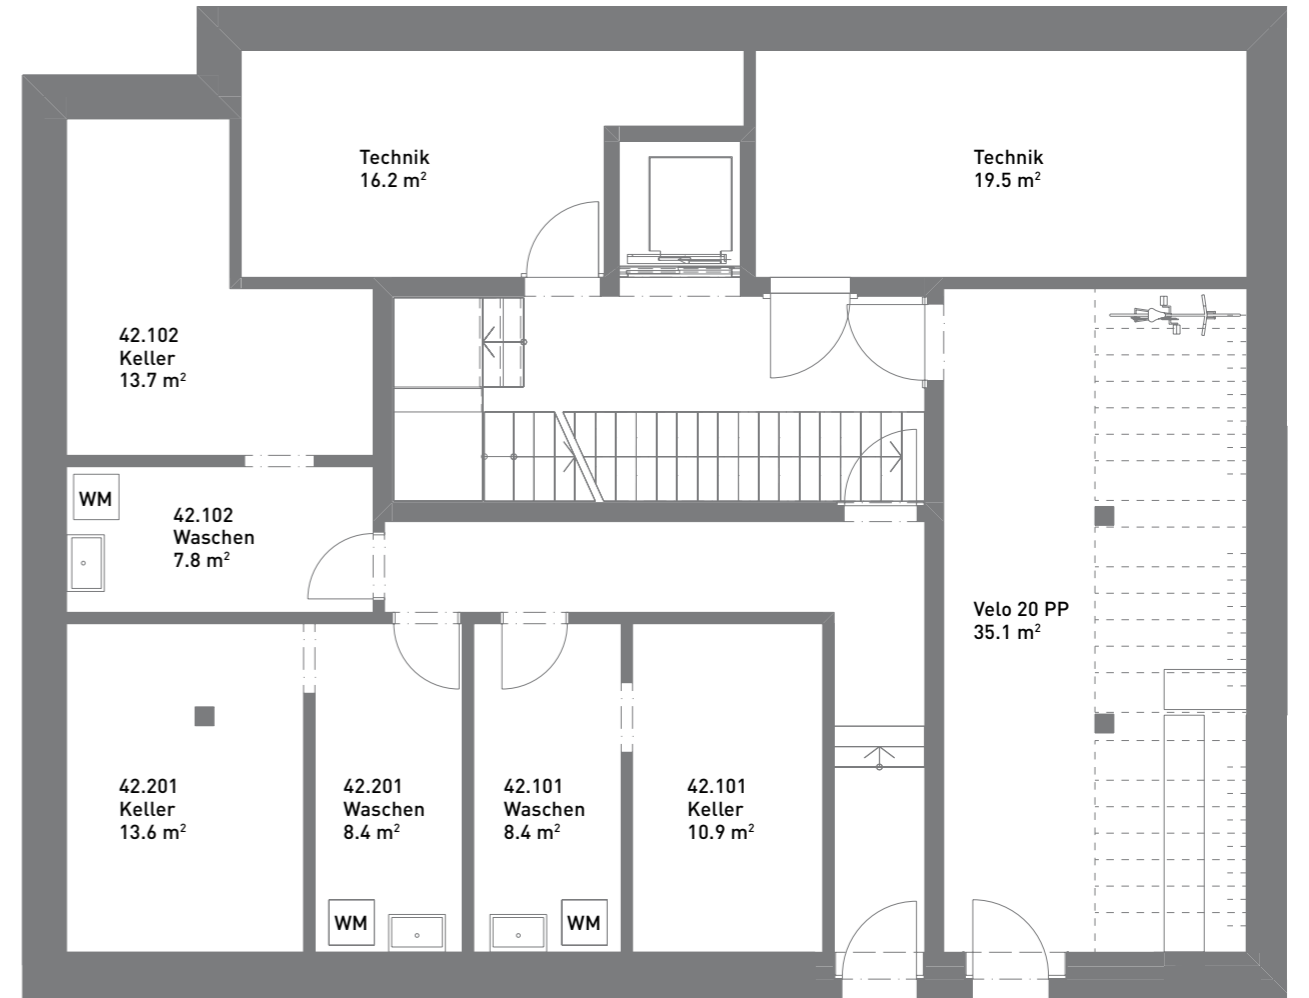 Technik
16.2 m²
Technik
19.5 m²
42.102
Keller
13.7 m²
WM
42.102
Waschen
7.8 m²
Velo 20 PP
35.1 m²
42.201
Keller
13.6 m²
42.201
Waschen
8.4 m²
42.101
Waschen
8.4 m²
42.101
Keller
10.9 m²
WM
WM